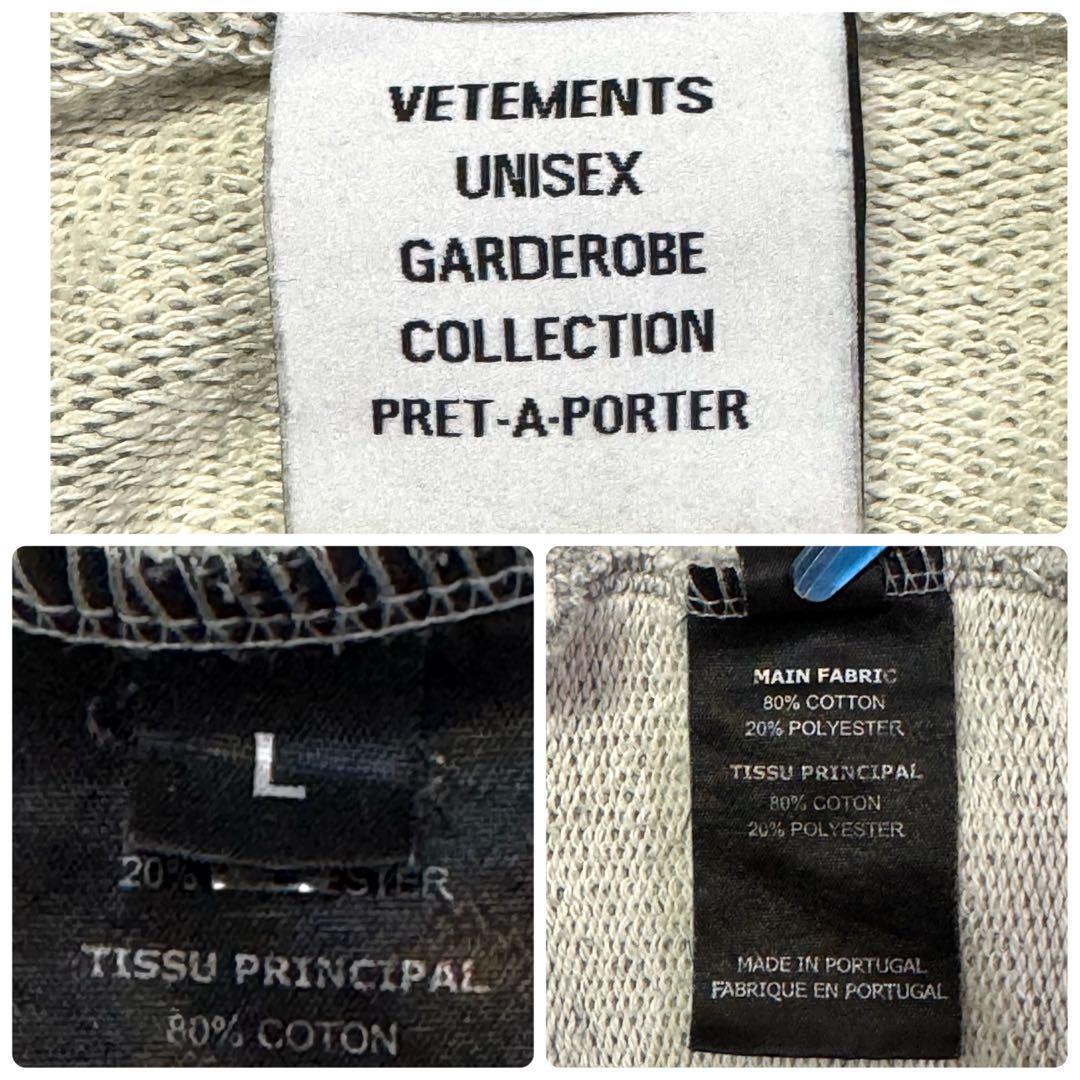 VETEMENTS
UNISEX
GARDEROBE
COLLECTION
PRET-A-PORTER
L
20%
TISSU PRINCIPAL
80% COTON
MAIN FABRIC
80% COTTON
20% POLYESTER
TISSU PRINCIPAL
80% COTON
20% POLYESTER
MADE IN PORTUGAL
FABRIQUE EN PORTUGAL